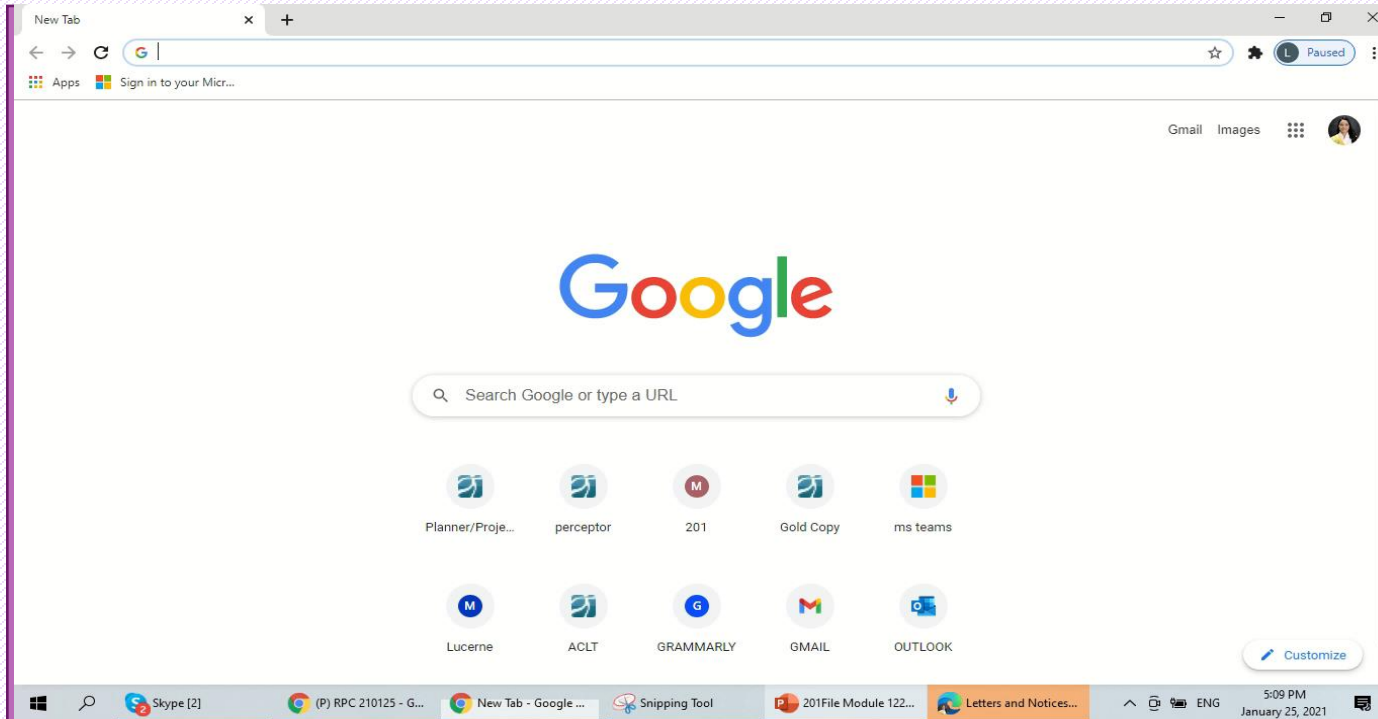 New Tab
G
L Paused
Apps Sign in to your Micr...
Gmail Images
Google
Search Google or type a URL
M
Planner/Proje... perceptor 201 Gold Copy ms teams
M G
Lucerne ACLT GRAMMARLY GMAIL OUTLOOK
Customize
Skype [2] (P) RPC 210125 - G... New Tab - Google ... Snipping Tool 201File Module 122... Letters and Notices... ENG 5:09 PM
January 25, 2021